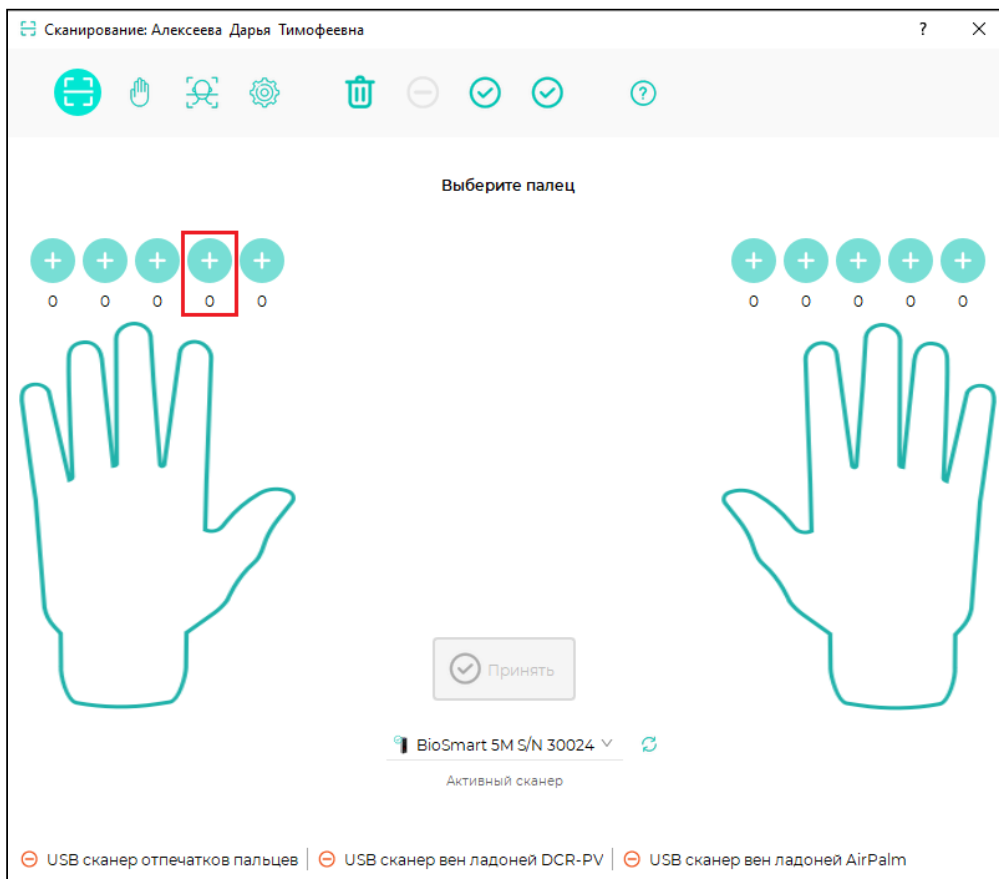 Сканирование: Алексеева Дарья Тимофеевна ?
?
Выберите палец
0 0 0 0 0 0 0 0 0 0
Принять
BioSmart 5M S/N 30024
Активный сканер
USB сканер отпечатков пальцев USB сканер вен ладоней DCR-PV USB сканер вен ладоней AirPalm